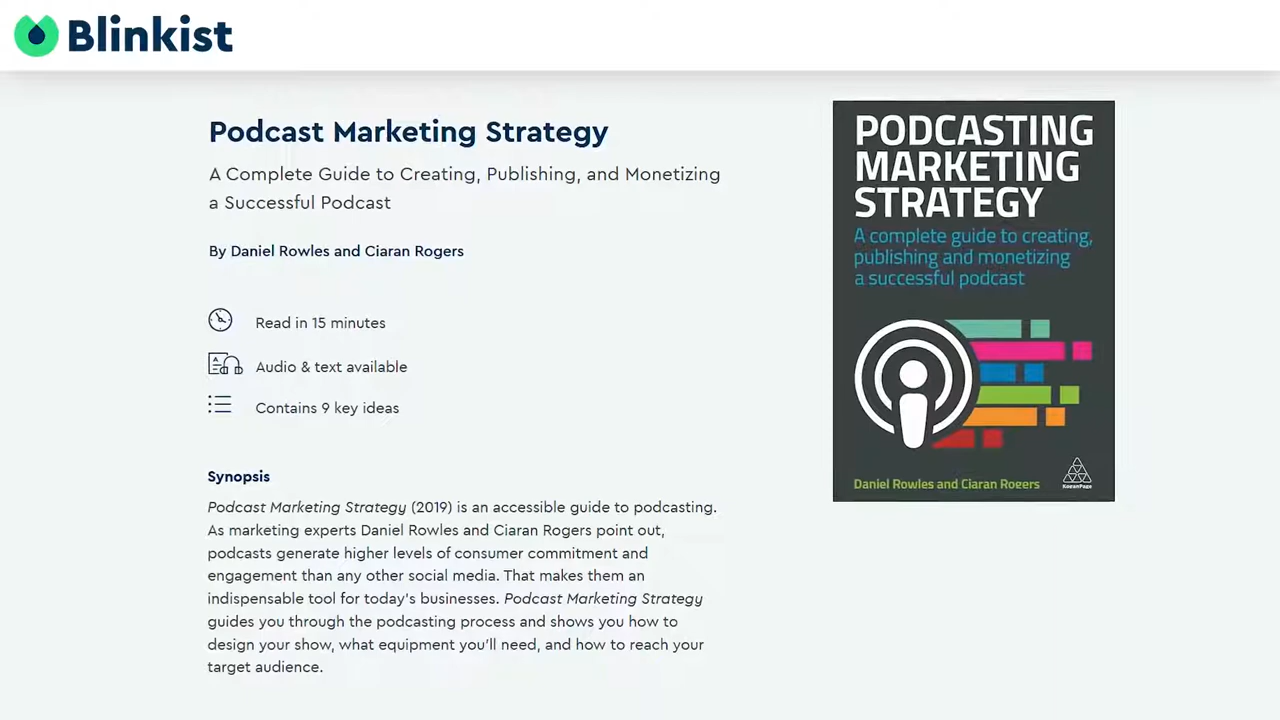 Blinkist
Podcast Marketing Strategy
A Complete Guide to Creating, Publishing, and Monetizing
a Successful Podcast
By Daniel Rowles and Ciaran Rogers
Read in 15 minutes
Audio & text available
Contains 9 key ideas
Synopsis
Podcast Marketing Strategy (2019) is an accessible guide to podcasting.
As marketing experts Daniel Rowles and Ciaran Rogers point out,
podcasts generate higher levels of consumer commitment and
engagement than any other social media. That makes them an
indispensable tool for today's businesses. Podcast Marketing Strategy
guides you through the podcasting process and shows you how to
design your show, what equipment you'll need, and how to reach your
target audience.
PODCASTING
MARKETING
STRATEGY
A complete guide to creating,
publishing and monetizing
a successful podcast
Daniel Rowles and Ciaran Rogers
KoganPage